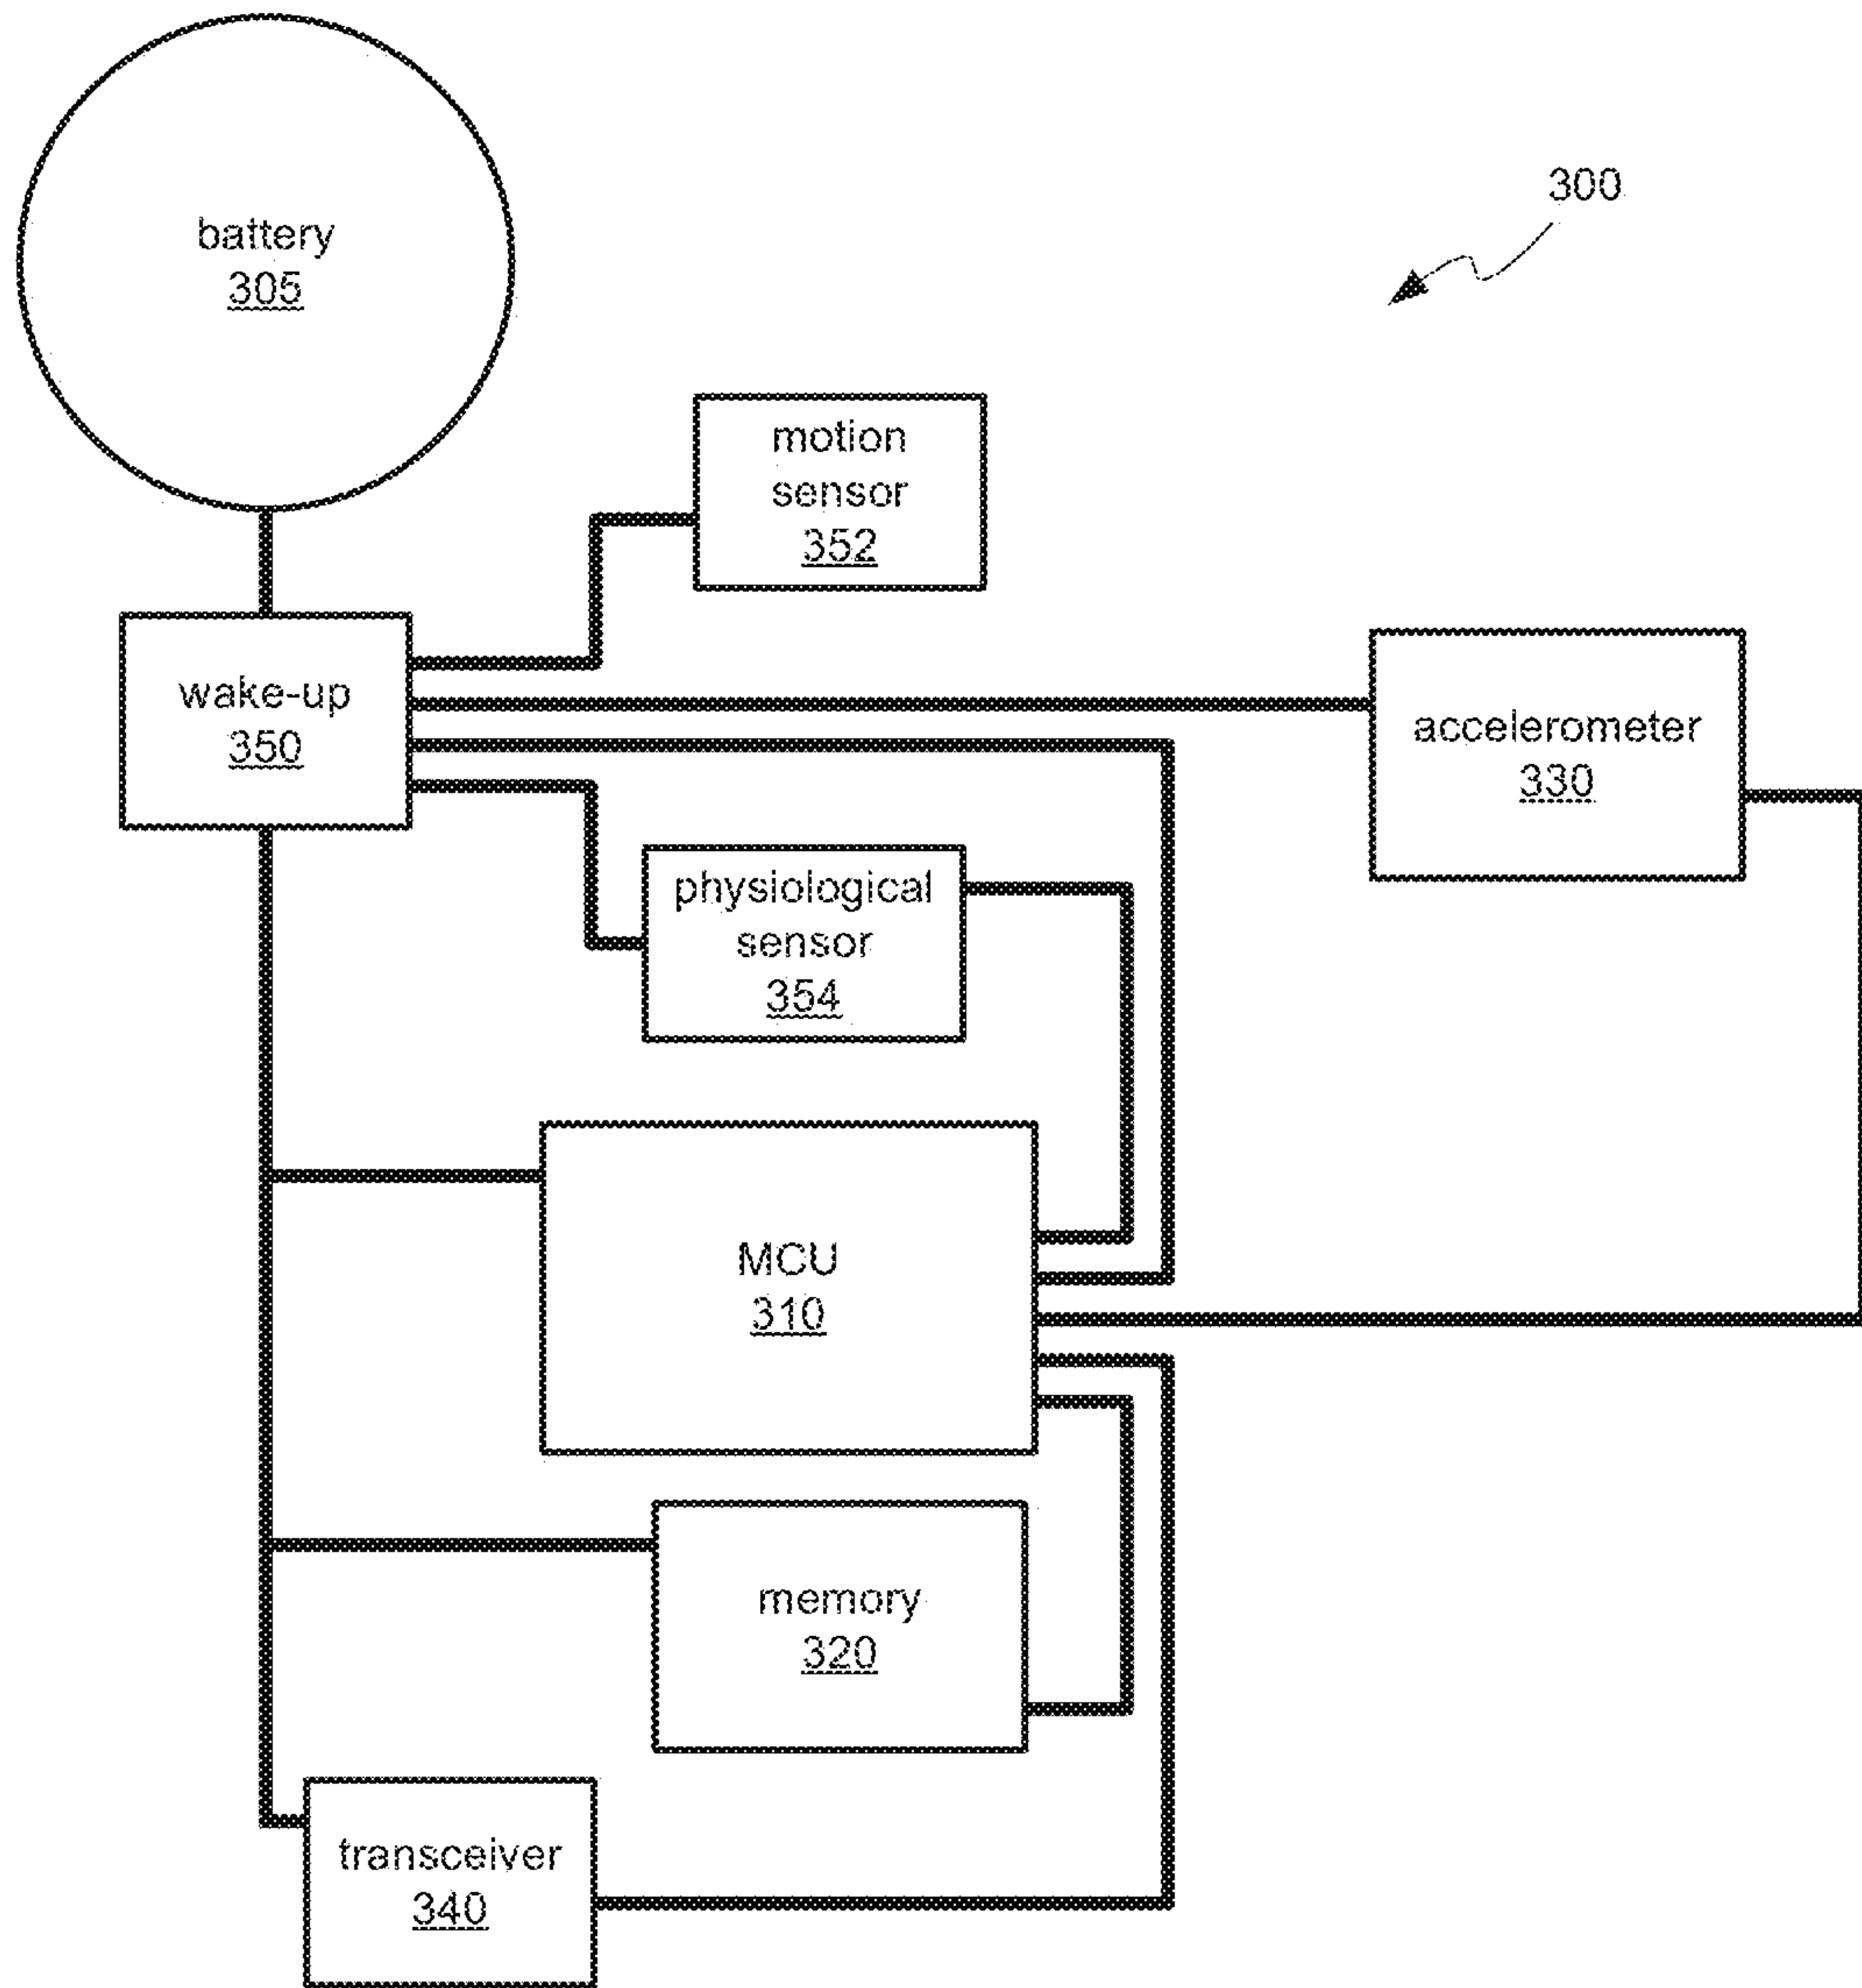 battery
305
300
motion
sensor
352
wake-up
350
accelerometer
330
physiological
sensor
354
MCU
310
memory
320
transceiver
340